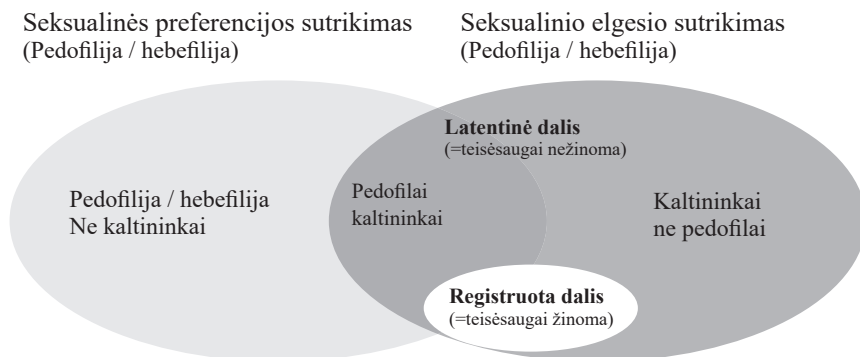 Seksualinės preferencijos sutrikimas
(Pedofilija / hebefilija)
Seksualinio elgesio sutrikimas
(Pedofilija / hebefilija)
Latentinė dalis
(=teisėsaugai nežinoma)
Pedofilija / hebefilija
Ne kaltininkai
Pedofilai
kaltininkai
Kaltininkai
ne pedofilai
Registruota dalis
(=teisėsaugai žinoma)